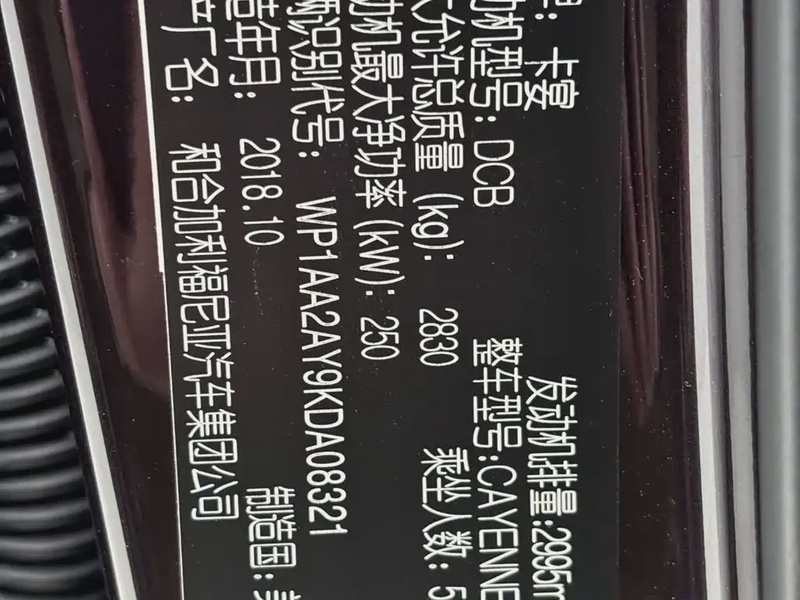 : 卡宴 发动机排量:2995m
动机型号: DCB 整车型号:CAYENNE
大允许总质量 (kg): 2830 乘坐人数: 5
动机最大净功率 (kW): 250
识别代号: WP1AA2AY9KDA08321
造年月: 2018.10 制造国:
产厂名: 和合加利福尼亚汽车集团公司